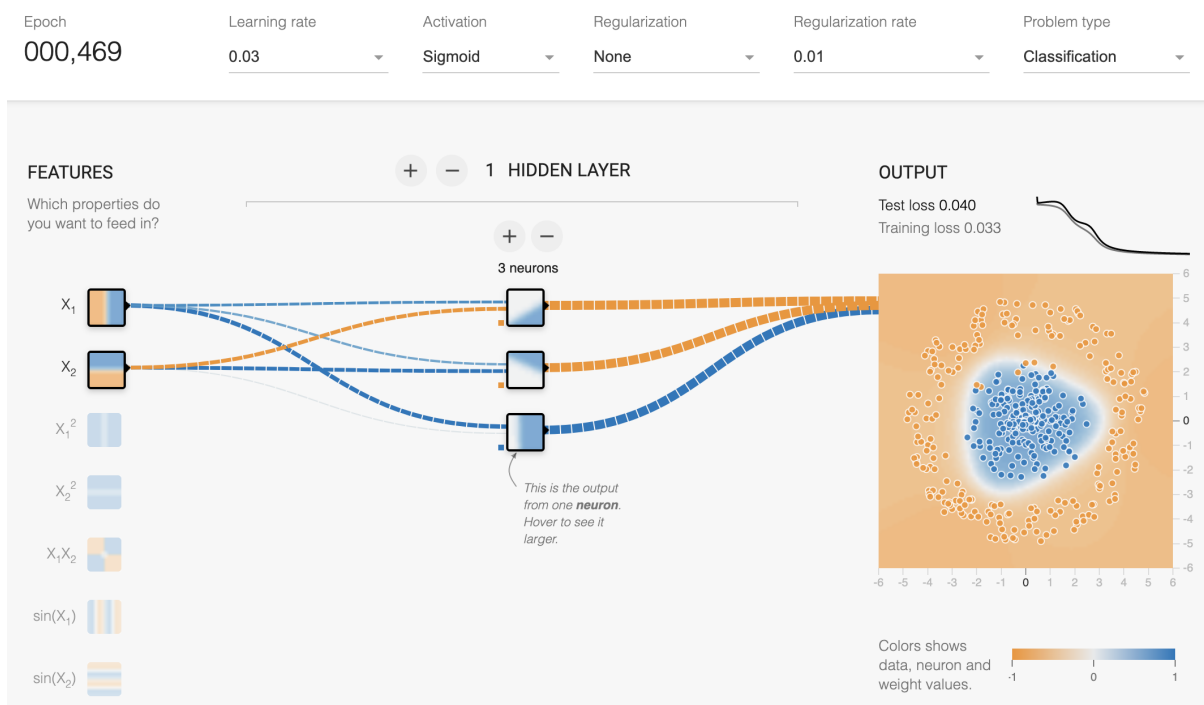 Epoch
000,469
Learning rate
0.03
Activation
Sigmoid
Regularization
None
Regularization rate
0.01
Problem type
Classification
FEATURES
Which properties do
you want to feed in?
X₁
X₂
X₁²
X₂²
X₁X₂
sin(X₁)
sin(X₂)
+ − 1 HIDDEN LAYER
+ −
3 neurons
This is the output
from one neuron.
Hover to see it
larger.
OUTPUT
Test loss 0.040
Training loss 0.033
6
5
4
3
2
1
0
-1
-2
-3
-4
-5
-6
-6 -5 -4 -3 -2 -1 0 1 2 3 4 5 6
Colors shows
data, neuron and
weight values.
-1 0 1